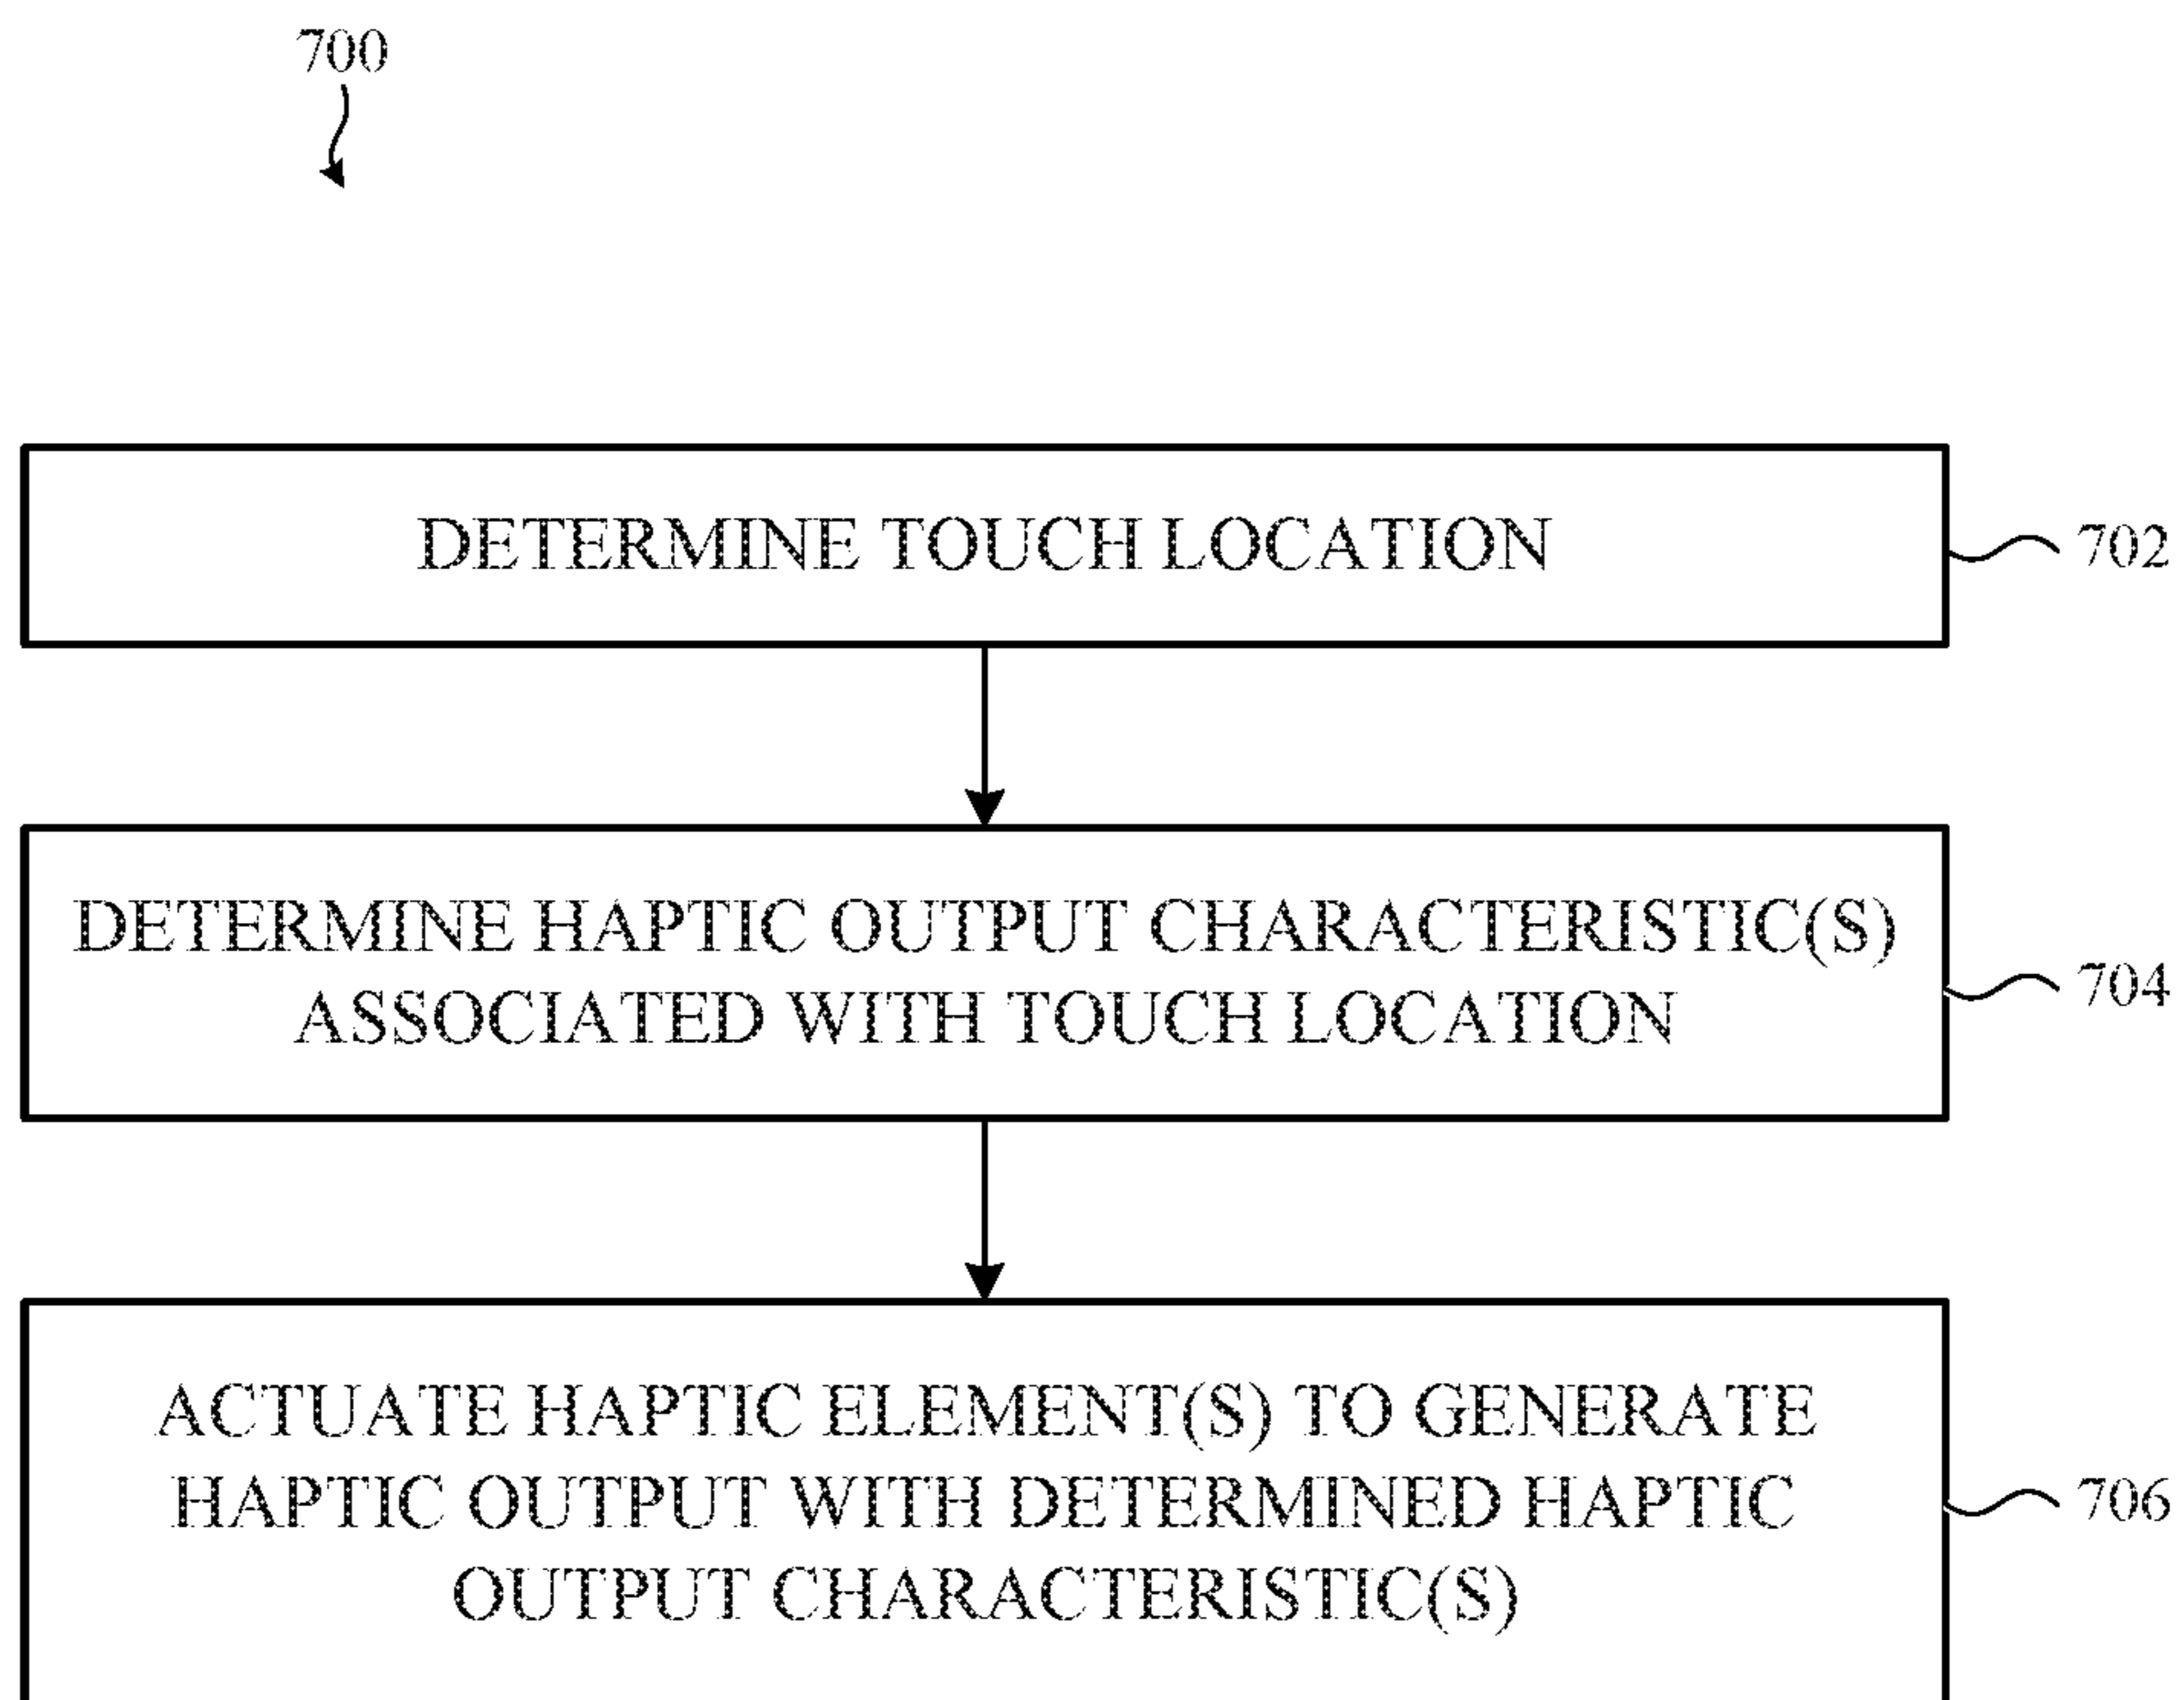 700
DETERMINE TOUCH LOCATION
702
DETERMINE HAPTIC OUTPUT CHARACTERISTIC(S)
ASSOCIATED WITH TOUCH LOCATION
704
ACTUATE HAPTIC ELEMENT(S) TO GENERATE
HAPTIC OUTPUT WITH DETERMINED HAPTIC
OUTPUT CHARACTERISTIC(S)
706